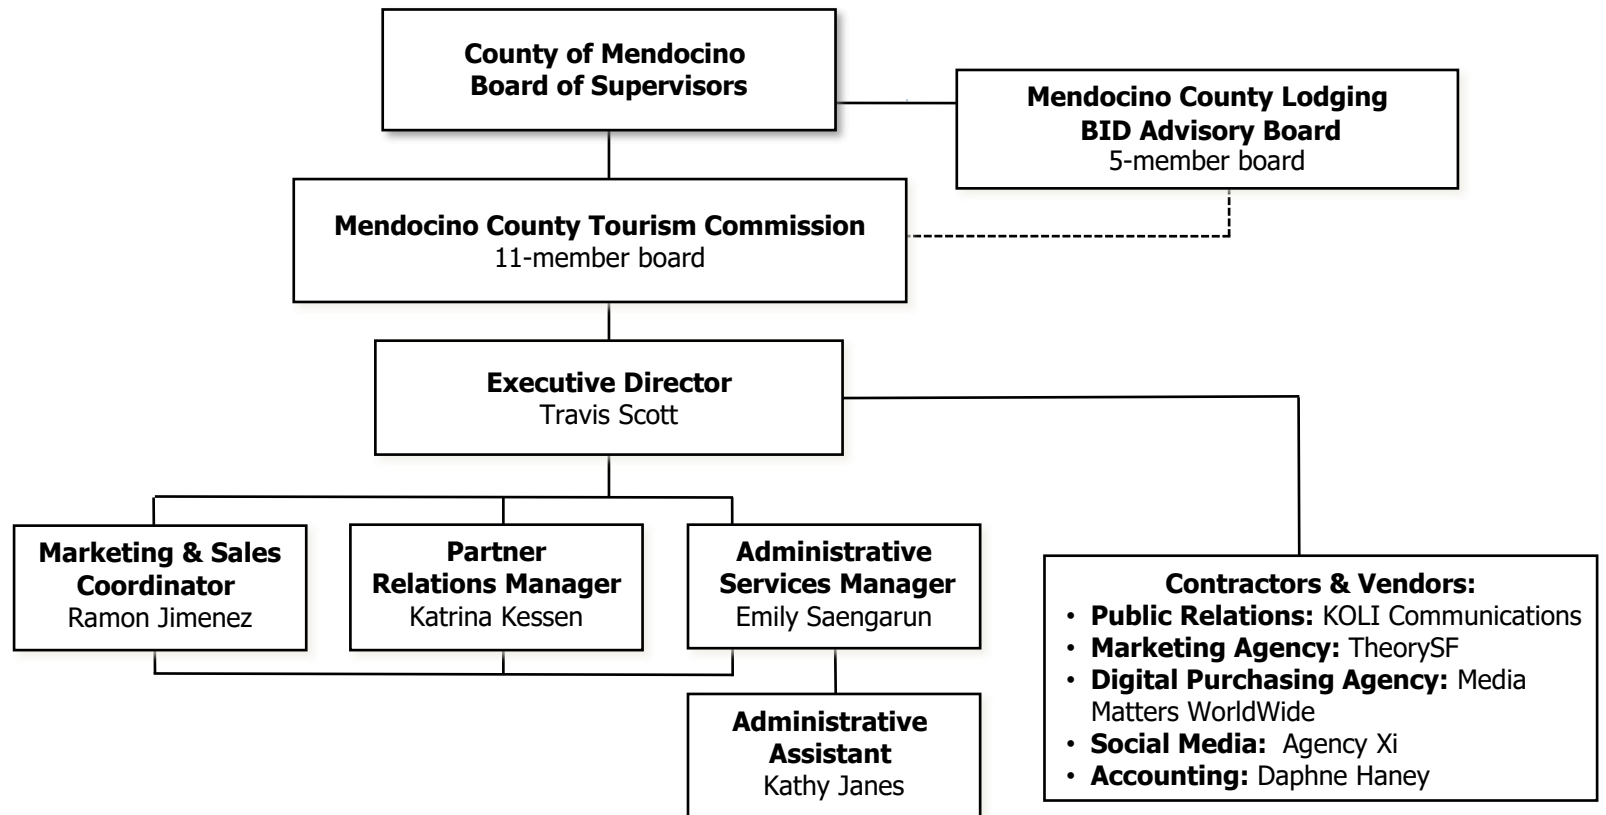 County of Mendocino
Board of Supervisors
Mendocino County Lodging
BID Advisory Board
5-member board
Mendocino County Tourism Commission
11-member board
Executive Director
Travis Scott
Marketing & Sales
Coordinator
Ramon Jimenez
Partner
Relations Manager
Katrina Kessen
Administrative
Services Manager
Emily Saengarun
Administrative
Assistant
Kathy Janes
Contractors & Vendors:
• Public Relations: KOLI Communications
• Marketing Agency: TheorySF
• Digital Purchasing Agency: Media
Matters WorldWide
• Social Media: Agency Xi
• Accounting: Daphne Haney